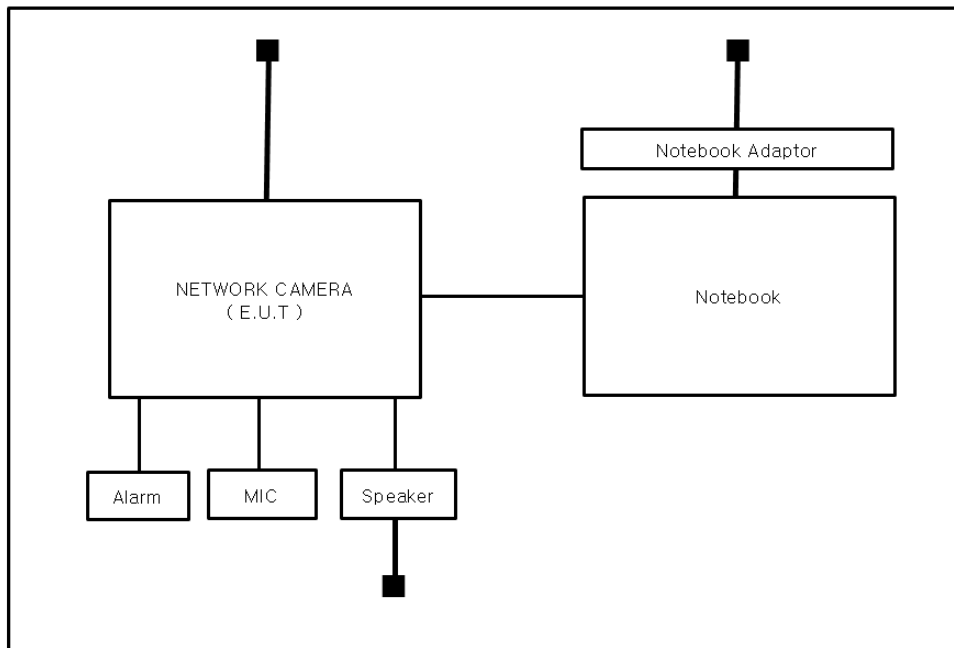 Notebook Adaptor
NETWORK CAMERA
( E.U.T )
Notebook
Alarm
MIC
Speaker